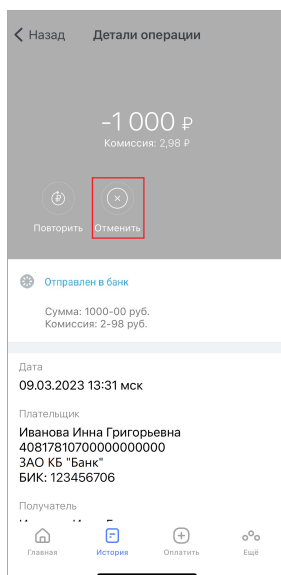 Назад Детали операции
-1 000 ₽
Комиссия: 2,98 ₽
Повторить Отменить
Отправлен в банк
Сумма: 1000-00 руб.
Комиссия: 2-98 руб.
Дата
09.03.2023 13:31 мск
Плательщик
Иванова Инна Григорьевна
40817810700000000000
ЗАО КБ "Банк"
БИК: 123456706
Получатель
Главная История Оплатить Ещё